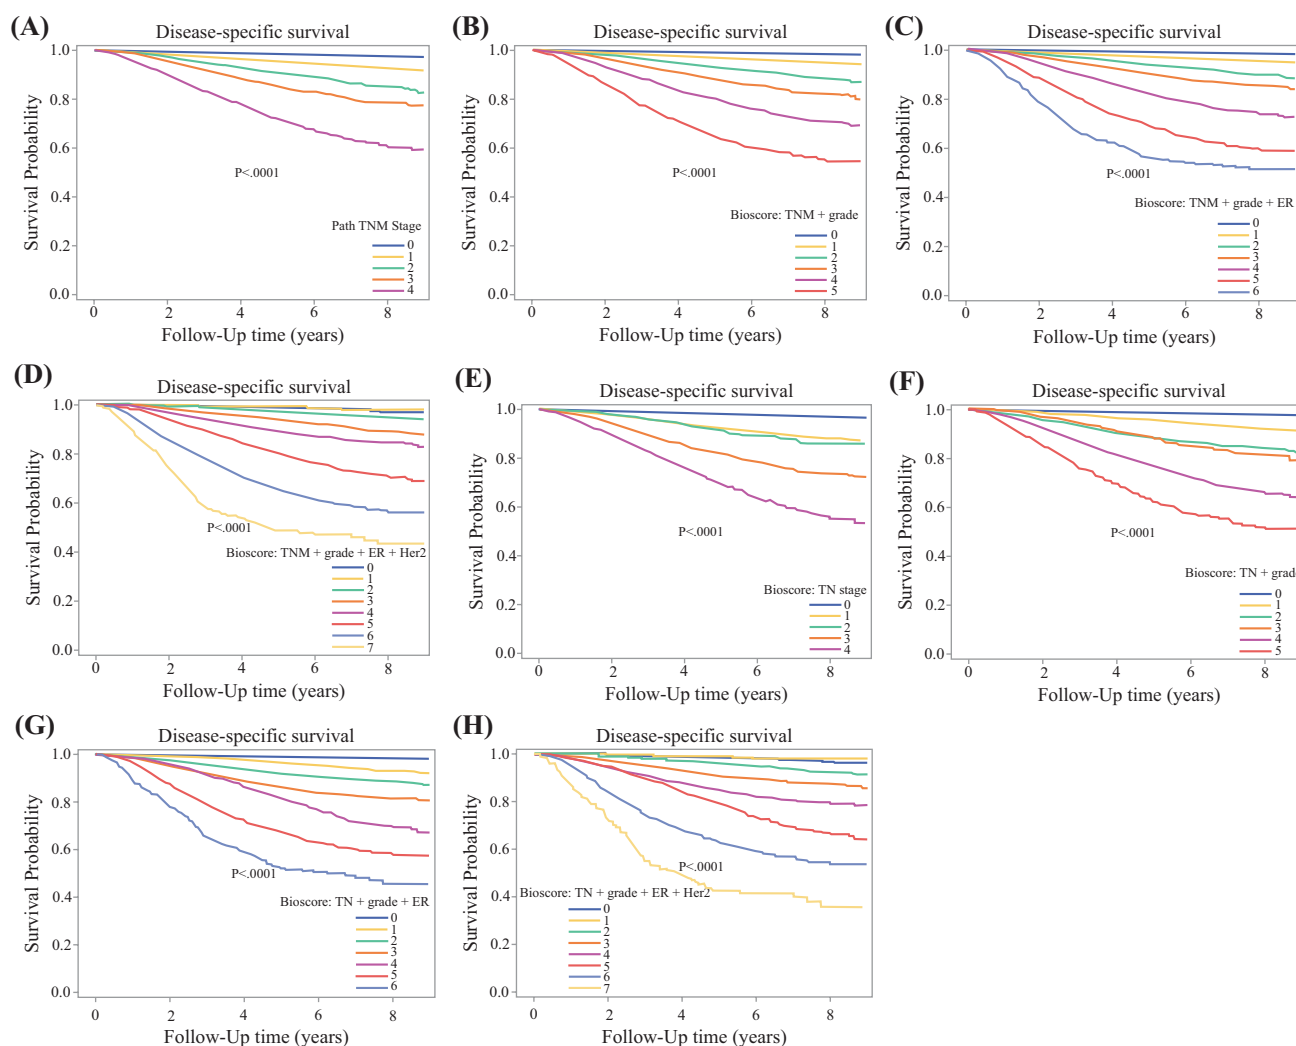 (A)
Disease-specific survival
Survival Probability
1.0
0.8
0.6
0.4
0.2
0.0
P<.0001
Path TNM Stage
0
1
2
3
4
0 2 4 6 8
Follow-Up time (years)
(B)
Disease-specific survival
Survival Probability
1.0
0.8
0.6
0.4
0.2
0.0
P<.0001
Bioscore: TNM + grade
0
1
2
3
4
5
0 2 4 6 8
Follow-Up time (years)
(C)
Disease-specific survival
Survival Probability
1.0
0.8
0.6
0.4
0.2
0.0
P<.0001
Bioscore: TNM + grade + ER
0
1
2
3
4
5
6
0 2 4 6 8
Follow-Up time (years)
(D)
Disease-specific survival
Survival Probability
1.0
0.8
0.6
0.4
0.2
0.0
P<.0001
Bioscore: TNM + grade + ER + Her2
0
1
2
3
4
5
6
7
0 2 4 6 8
Follow-Up time (years)
(E)
Disease-specific survival
Survival Probability
1.0
0.8
0.6
0.4
0.2
0.0
P<.0001
Bioscore: TN stage
0
1
2
3
4
0 2 4 6 8
Follow-Up time (years)
(F)
Disease-specific survival
Survival Probability
1.0
0.8
0.6
0.4
0.2
0.0
P<.0001
Bioscore: TN + grade
0
1
2
3
4
5
0 2 4 6 8
Follow-Up time (years)
(G)
Disease-specific survival
Survival Probability
1.0
0.8
0.6
0.4
0.2
0.0
P<.0001
Bioscore: TN + grade + ER
0
1
2
3
4
5
6
0 2 4 6 8
Follow-Up time (years)
(H)
Disease-specific survival
Survival Probability
1.0
0.8
0.6
0.4
0.2
0.0
P<.0001
Bioscore: TN + grade + ER + Her2
0
1
2
3
4
5
6
7
0 2 4 6 8
Follow-Up time (years)